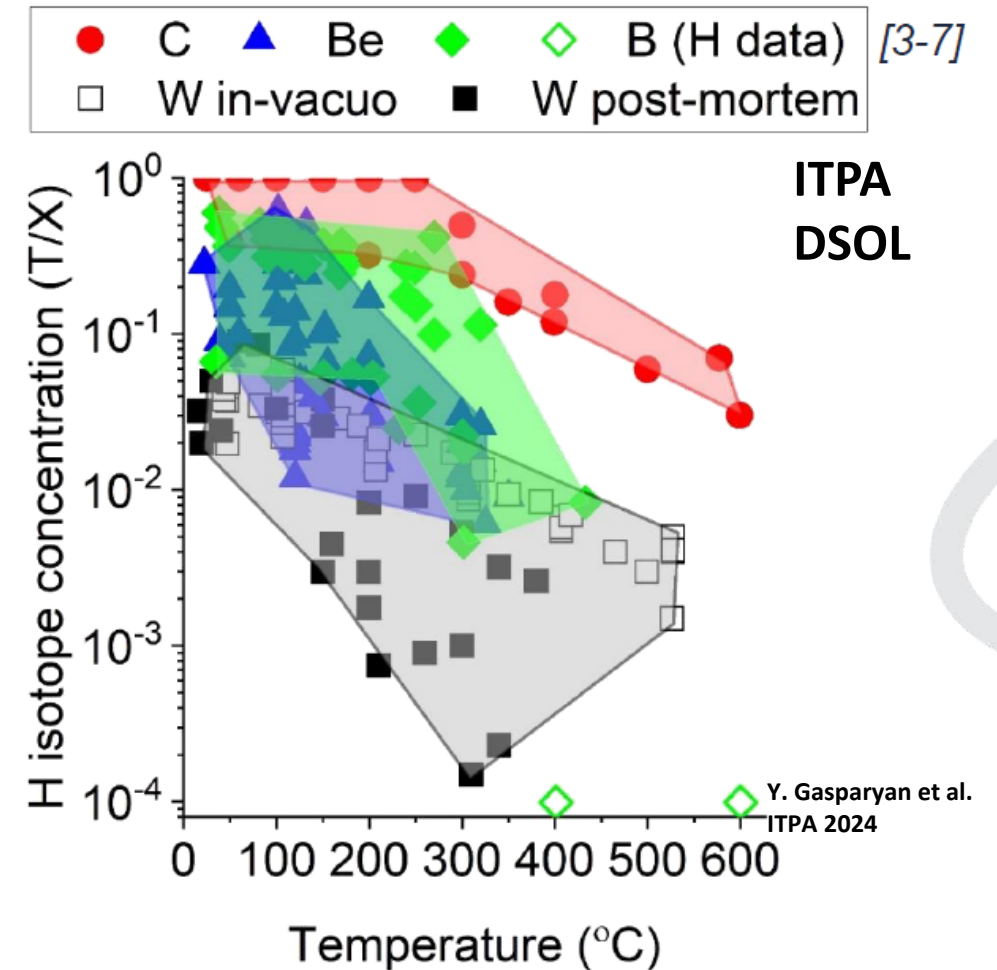 C Be B (H data) [3-7]
W in-vacuo W post-mortem
ITPA
DSOL
H isotope concentration (T/X)
10⁰
10⁻¹
10⁻²
10⁻³
10⁻⁴
Y. Gasparyan et al.
ITPA 2024
0 100 200 300 400 500 600
Temperature (°C)